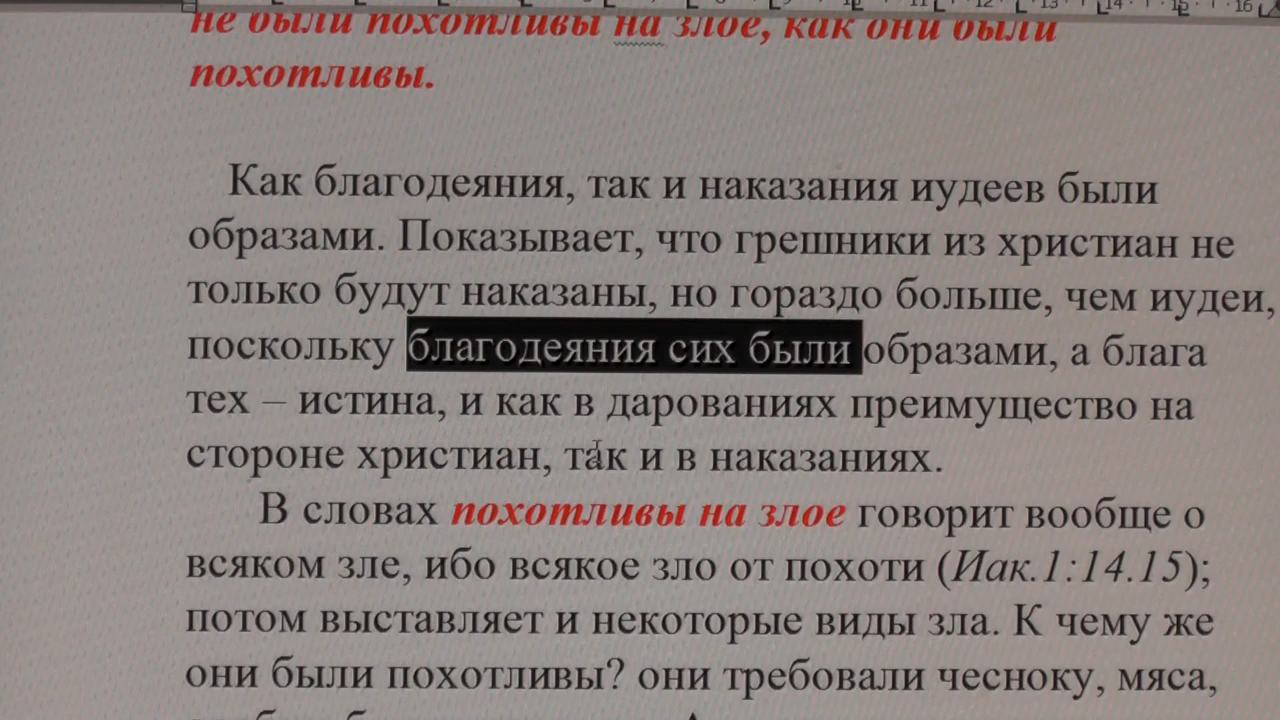 не были похотливы на злое, как они были
похотливы.
Как благодеяния, так и наказания иудеев были
образами. Показывает, что грешники из христиан не
только будут наказаны, но гораздо больше, чем иудеи,
поскольку благодеяния сих были образами, а блага
тех – истина, и как в дарованиях преимущество на
стороне христиан, так и в наказаниях.
В словах похотливы на злое говорит вообще о
всяком зле, ибо всякое зло от похоти (Иак.1:14.15);
потом выставляет и некоторые виды зла. К чему же
они были похотливы? они требовали чесноку, мяса,